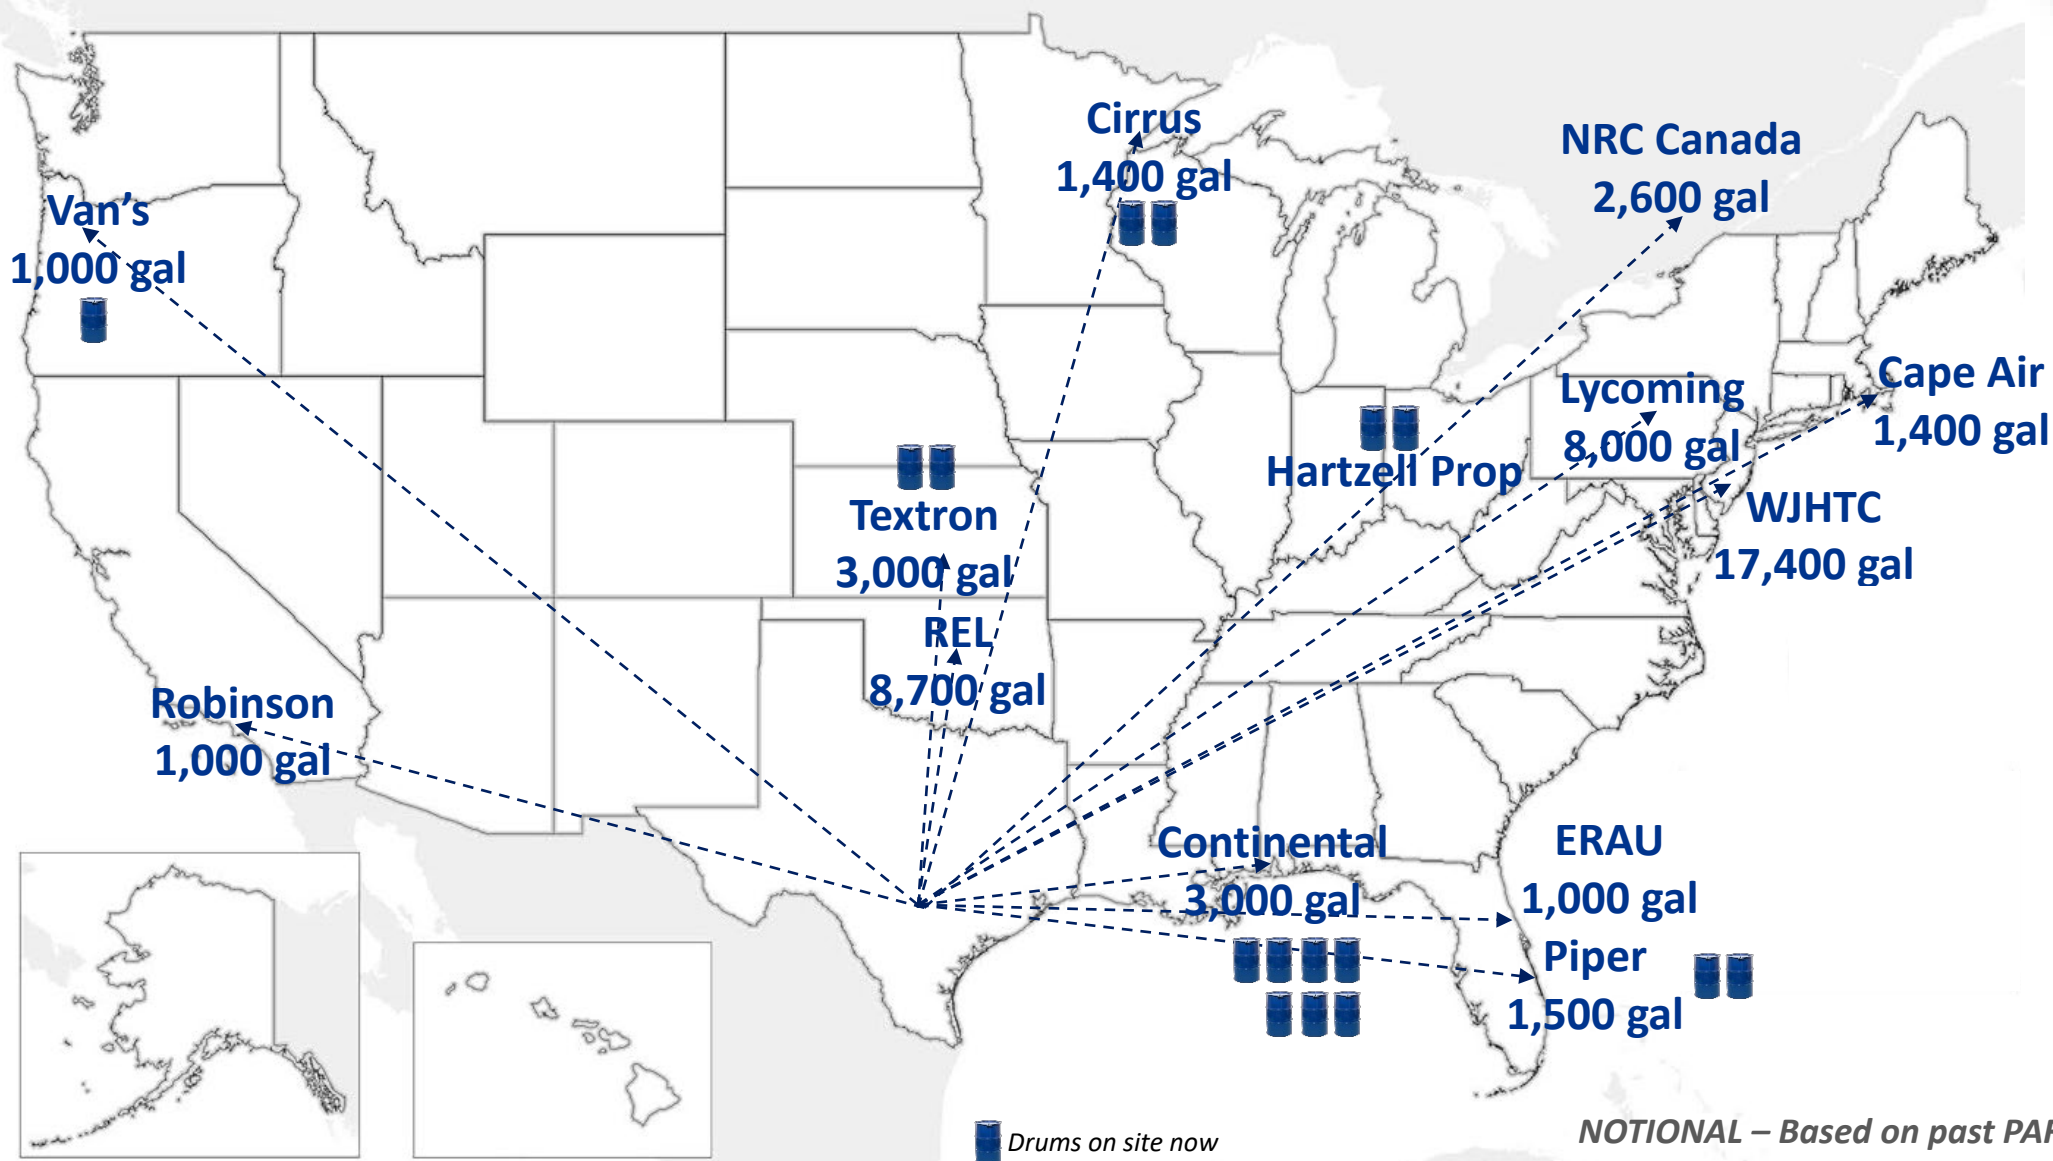 Cirrus
1,400 gal
NRC Canada
2,600 gal
Van's
1,000 gal
Cape Air
1,400 gal
Lycoming
8,000 gal
Hartzell Prop
WJHTC
17,400 gal
Textron
3,000 gal
REL
8,700 gal
Robinson
1,000 gal
Continental
3,000 gal
ERAU
1,000 gal
Piper
1,500 gal
Drums on site now
NOTIONAL – Based on past